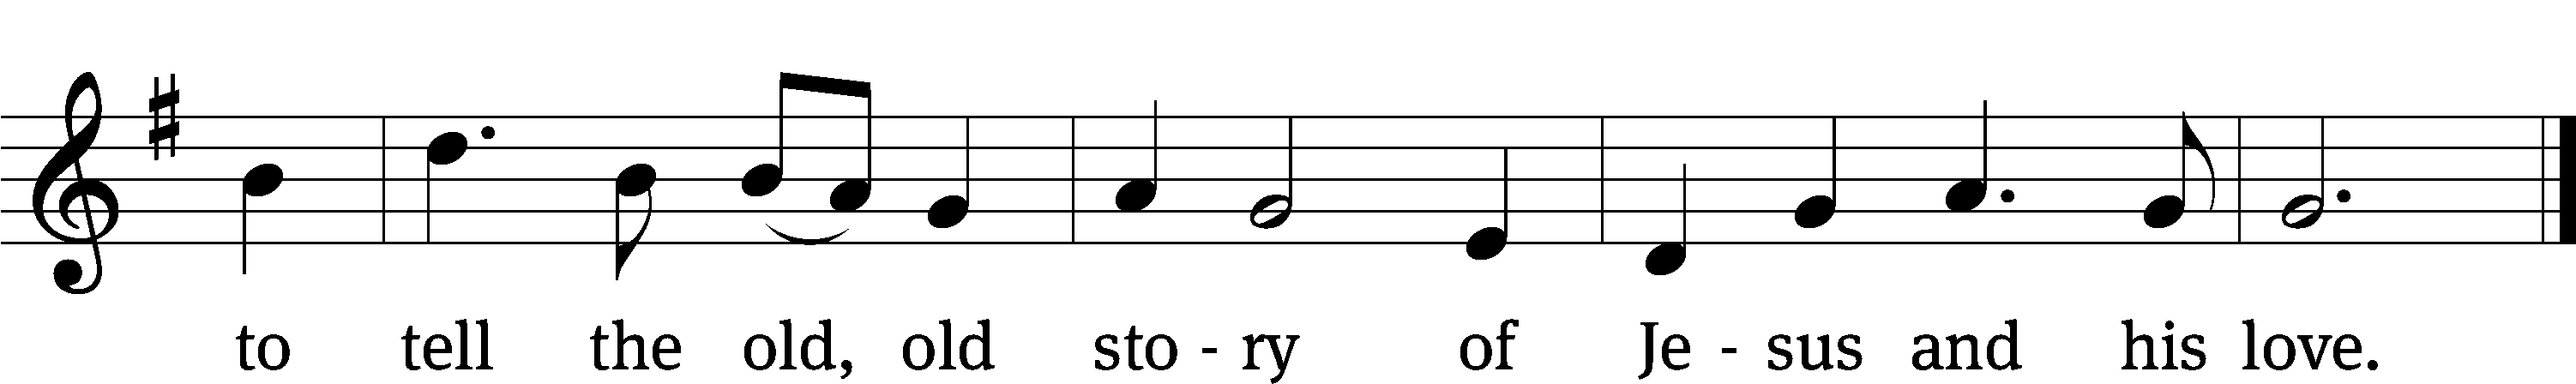 to tell the old, old sto - ry of Je - sus and his love.